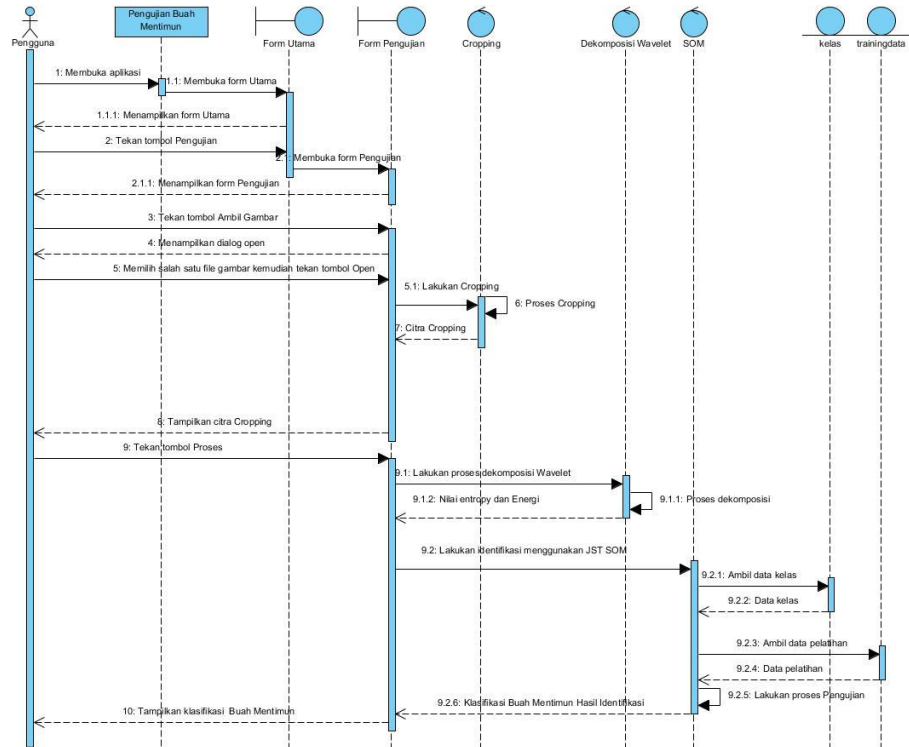 Pengujian Buah
Mentimun
Pengguna
Form Utama
Form Pengujian
Cropping
Dekomposisi Wavelet
SOM
kelas
trainingdata
1: Membuka aplikasi
1.1: Membuka form Utama
1.1.1: Menampilkan form Utama
2: Tekan tombol Pengujian
2.1: Membuka form Pengujian
2.1.1: Menampilkan form Pengujian
3: Tekan tombol Ambil Gambar
4: Menampilkan dialog open
5: Memilih salah satu file gambar kemudiah tekan tombol Open
5.1: Lakukan Cropping
6: Proses Cropping
7: Citra Cropping
8: Tampilkan citra Cropping
9: Tekan tombol Proses
9.1: Lakukan proses dekomposisi Wavelet
9.1.2: Nilai entropy dan Energi
9.1.1: Proses dekomposisi
9.2: Lakukan identifikasi menggunakan JST SOM
9.2.1: Ambil data kelas
9.2.2: Data kelas
9.2.3: Ambil data pelatihan
9.2.4: Data pelatihan
9.2.5: Lakukan proses Pengujian
9.2.6: Klasifikasi Buah Mentimun Hasil Identifikasi
10: Tampilkan klasifikasi Buah Mentimun